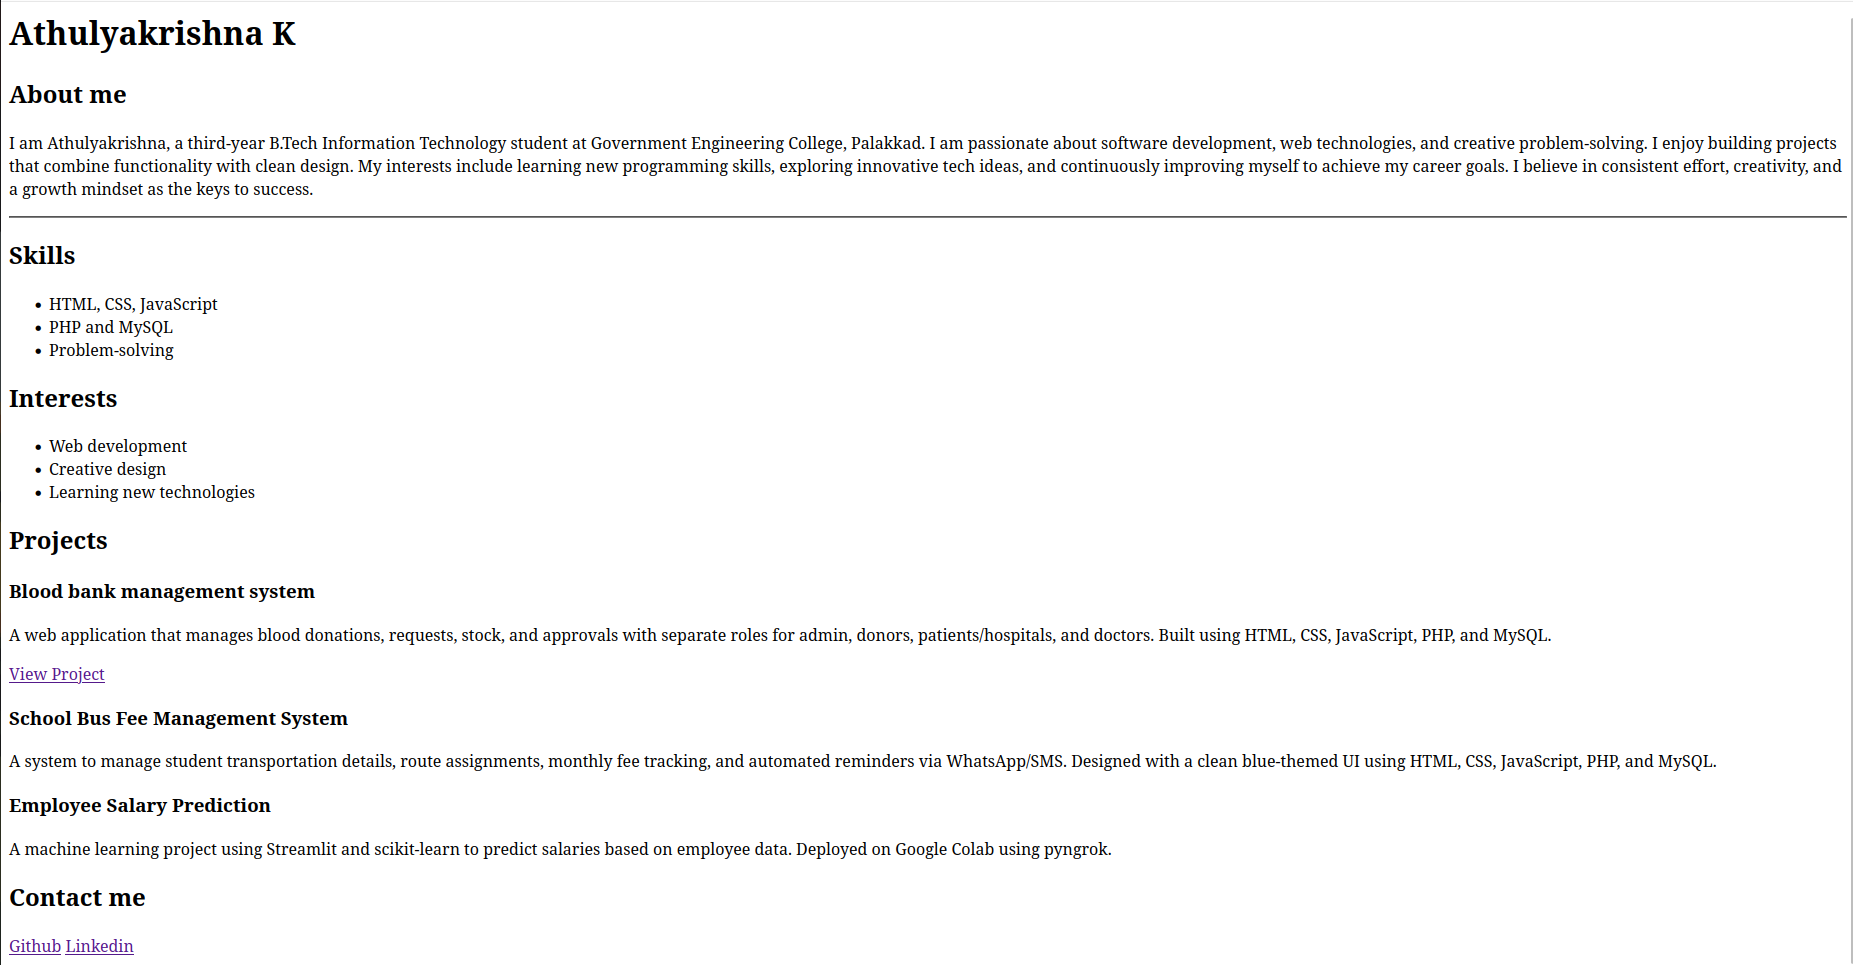 Athulyakrishna K
About me
I am Athulyakrishna, a third-year B.Tech Information Technology student at Government Engineering College, Palakkad. I am passionate about software development, web technologies, and creative problem-solving. I enjoy building projects
that combine functionality with clean design. My interests include learning new programming skills, exploring innovative tech ideas, and continuously improving myself to achieve my career goals. I believe in consistent effort, creativity, and
a growth mindset as the keys to success.
Skills
• HTML, CSS, JavaScript
• PHP and MySQL
• Problem-solving
Interests
• Web development
• Creative design
• Learning new technologies
Projects
Blood bank management system
A web application that manages blood donations, requests, stock, and approvals with separate roles for admin, donors, patients/hospitals, and doctors. Built using HTML, CSS, JavaScript, PHP, and MySQL.
View Project
School Bus Fee Management System
A system to manage student transportation details, route assignments, monthly fee tracking, and automated reminders via WhatsApp/SMS. Designed with a clean blue-themed UI using HTML, CSS, JavaScript, PHP, and MySQL.
Employee Salary Prediction
A machine learning project using Streamlit and scikit-learn to predict salaries based on employee data. Deployed on Google Colab using pyngrok.
Contact me
Github Linkedin